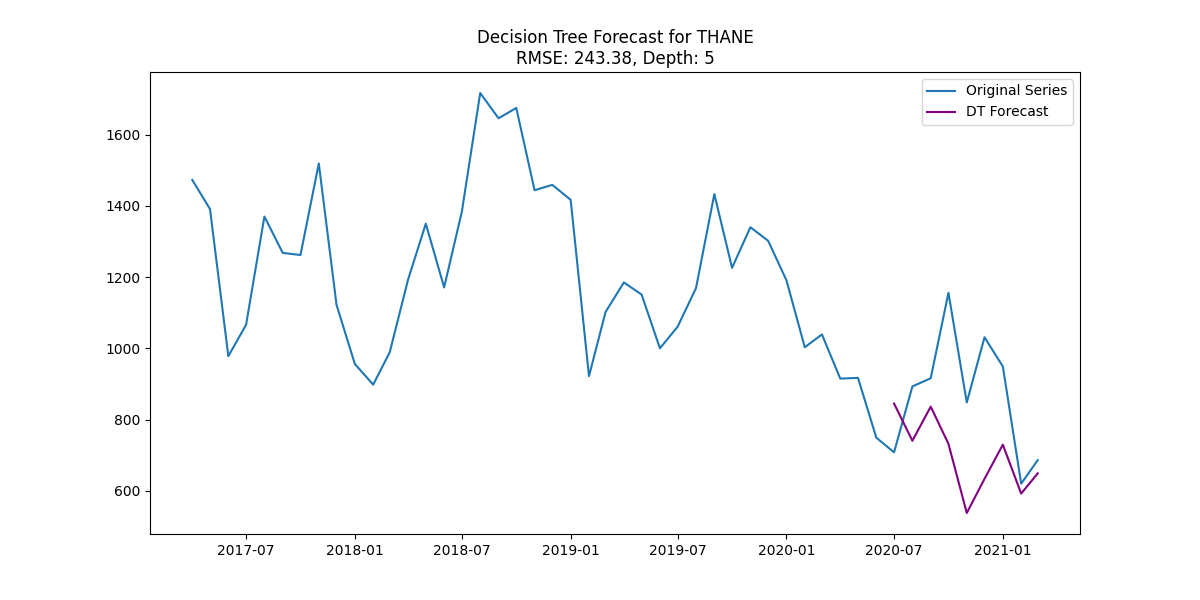 Decision Tree Forecast for THANE
RMSE: 243.38, Depth: 5
Original Series
DT Forecast
1600
1400
1200
1000
800
600
2017-07 2018-01 2018-07 2019-01 2019-07 2020-01 2020-07 2021-01